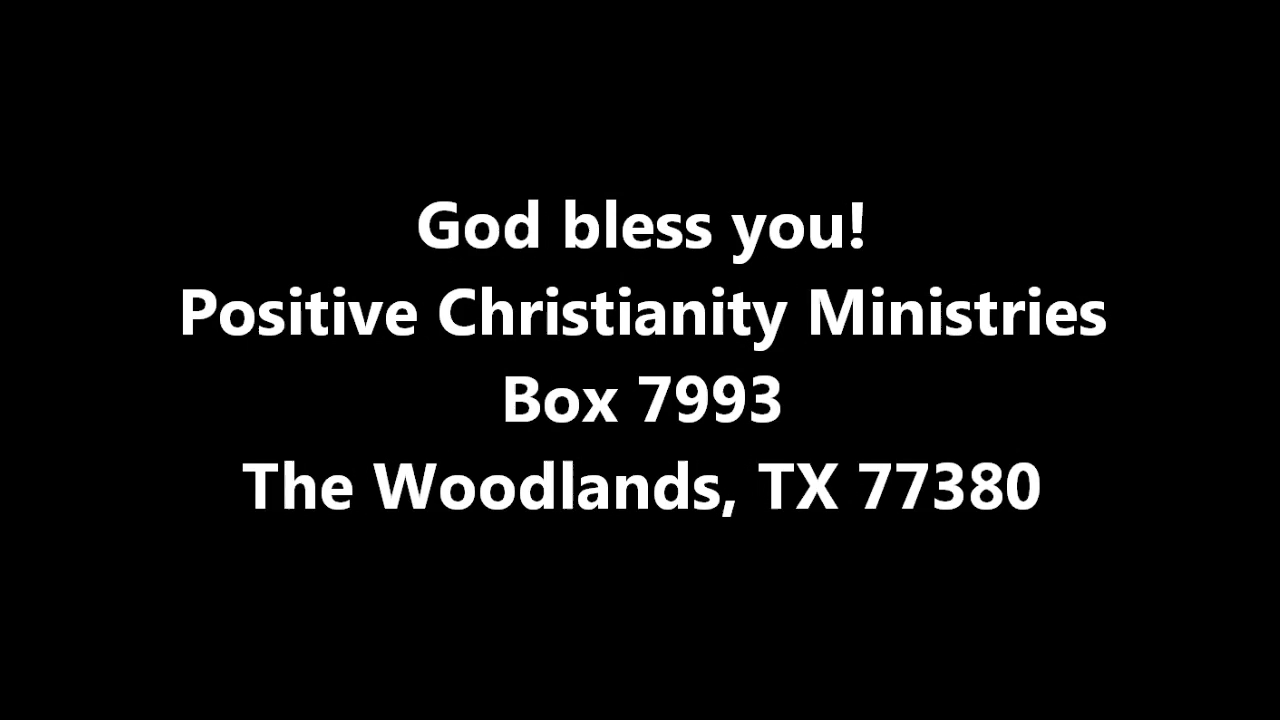 God bless you!
Positive Christianity Ministries
Box 7993
The Woodlands, TX 77380